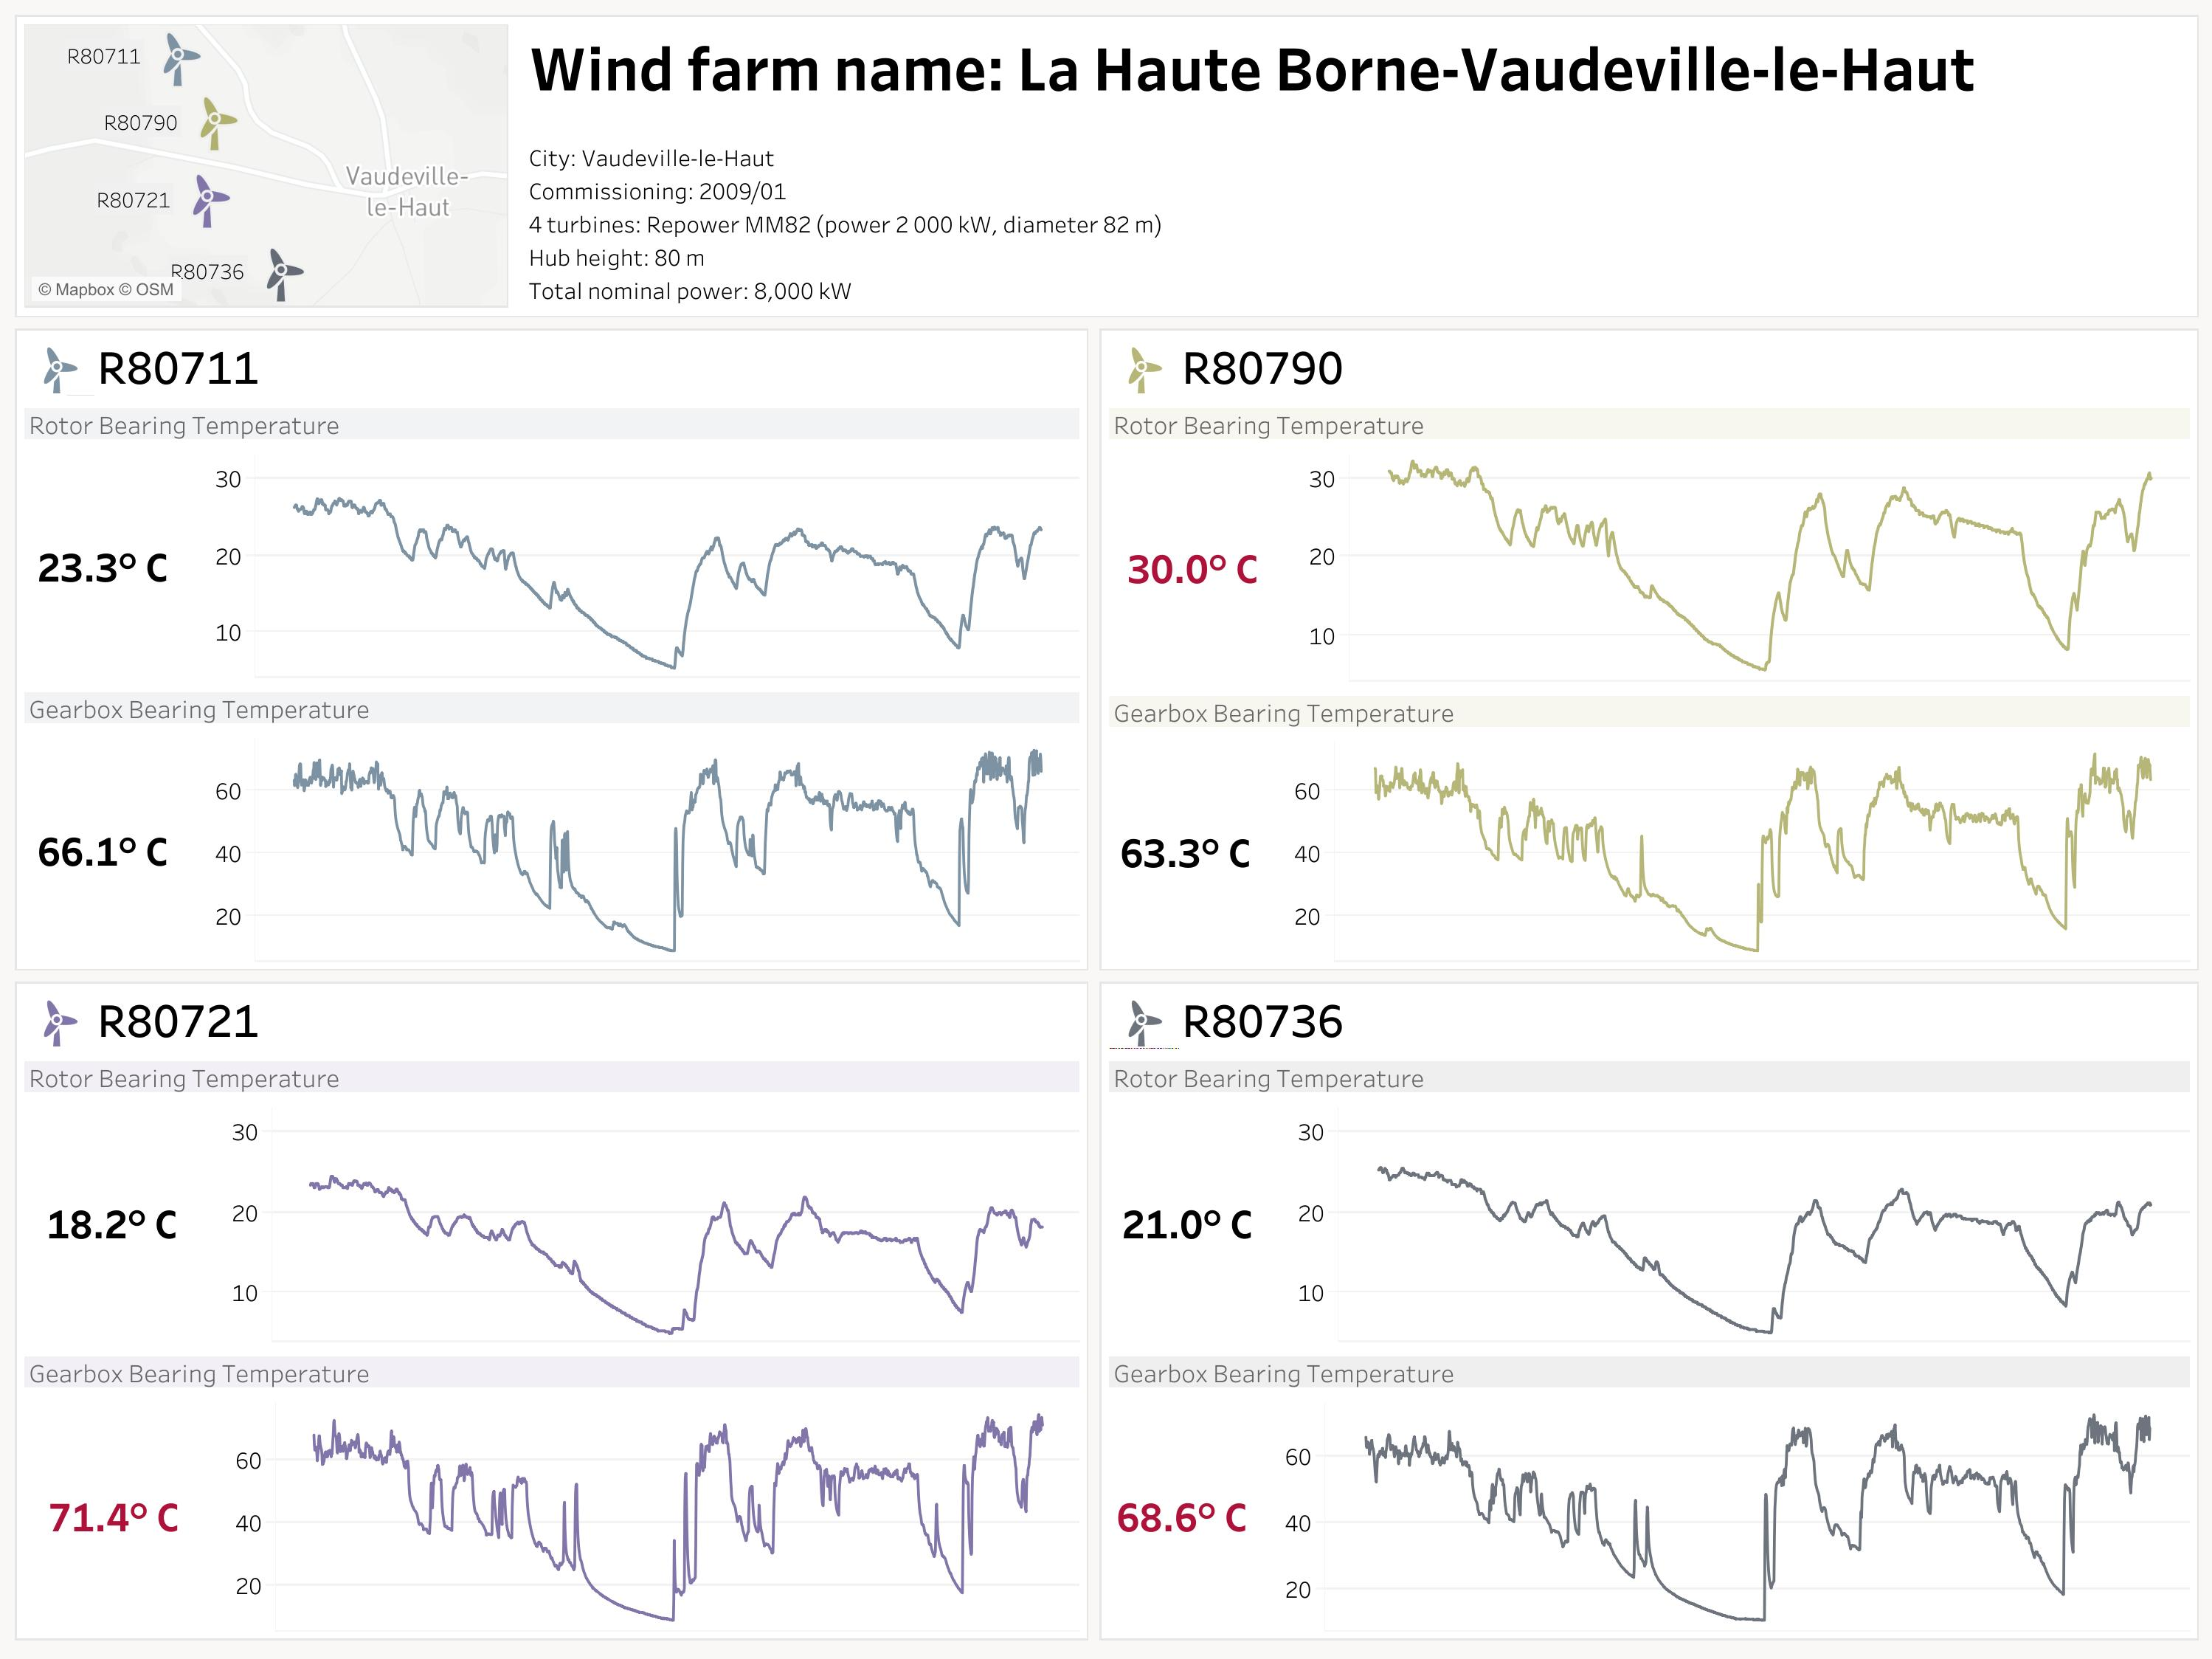 R80711
R80790
R80721
R80736
Vaudeville-
le-Haut
© Mapbox © OSM
Wind farm name: La Haute Borne-Vaudeville-le-Haut
City: Vaudeville-le-Haut
Commissioning: 2009/01
4 turbines: Repower MM82 (power 2 000 kW, diameter 82 m)
Hub height: 80 m
Total nominal power: 8,000 kW
R80711
Rotor Bearing Temperature
23.3° C
30
20
10
Gearbox Bearing Temperature
66.1° C
60
40
20
R80790
Rotor Bearing Temperature
30.0° C
30
20
10
Gearbox Bearing Temperature
63.3° C
60
40
20
R80721
Rotor Bearing Temperature
18.2° C
30
20
10
Gearbox Bearing Temperature
71.4° C
60
40
20
R80736
Rotor Bearing Temperature
21.0° C
30
20
10
Gearbox Bearing Temperature
68.6° C
60
40
20